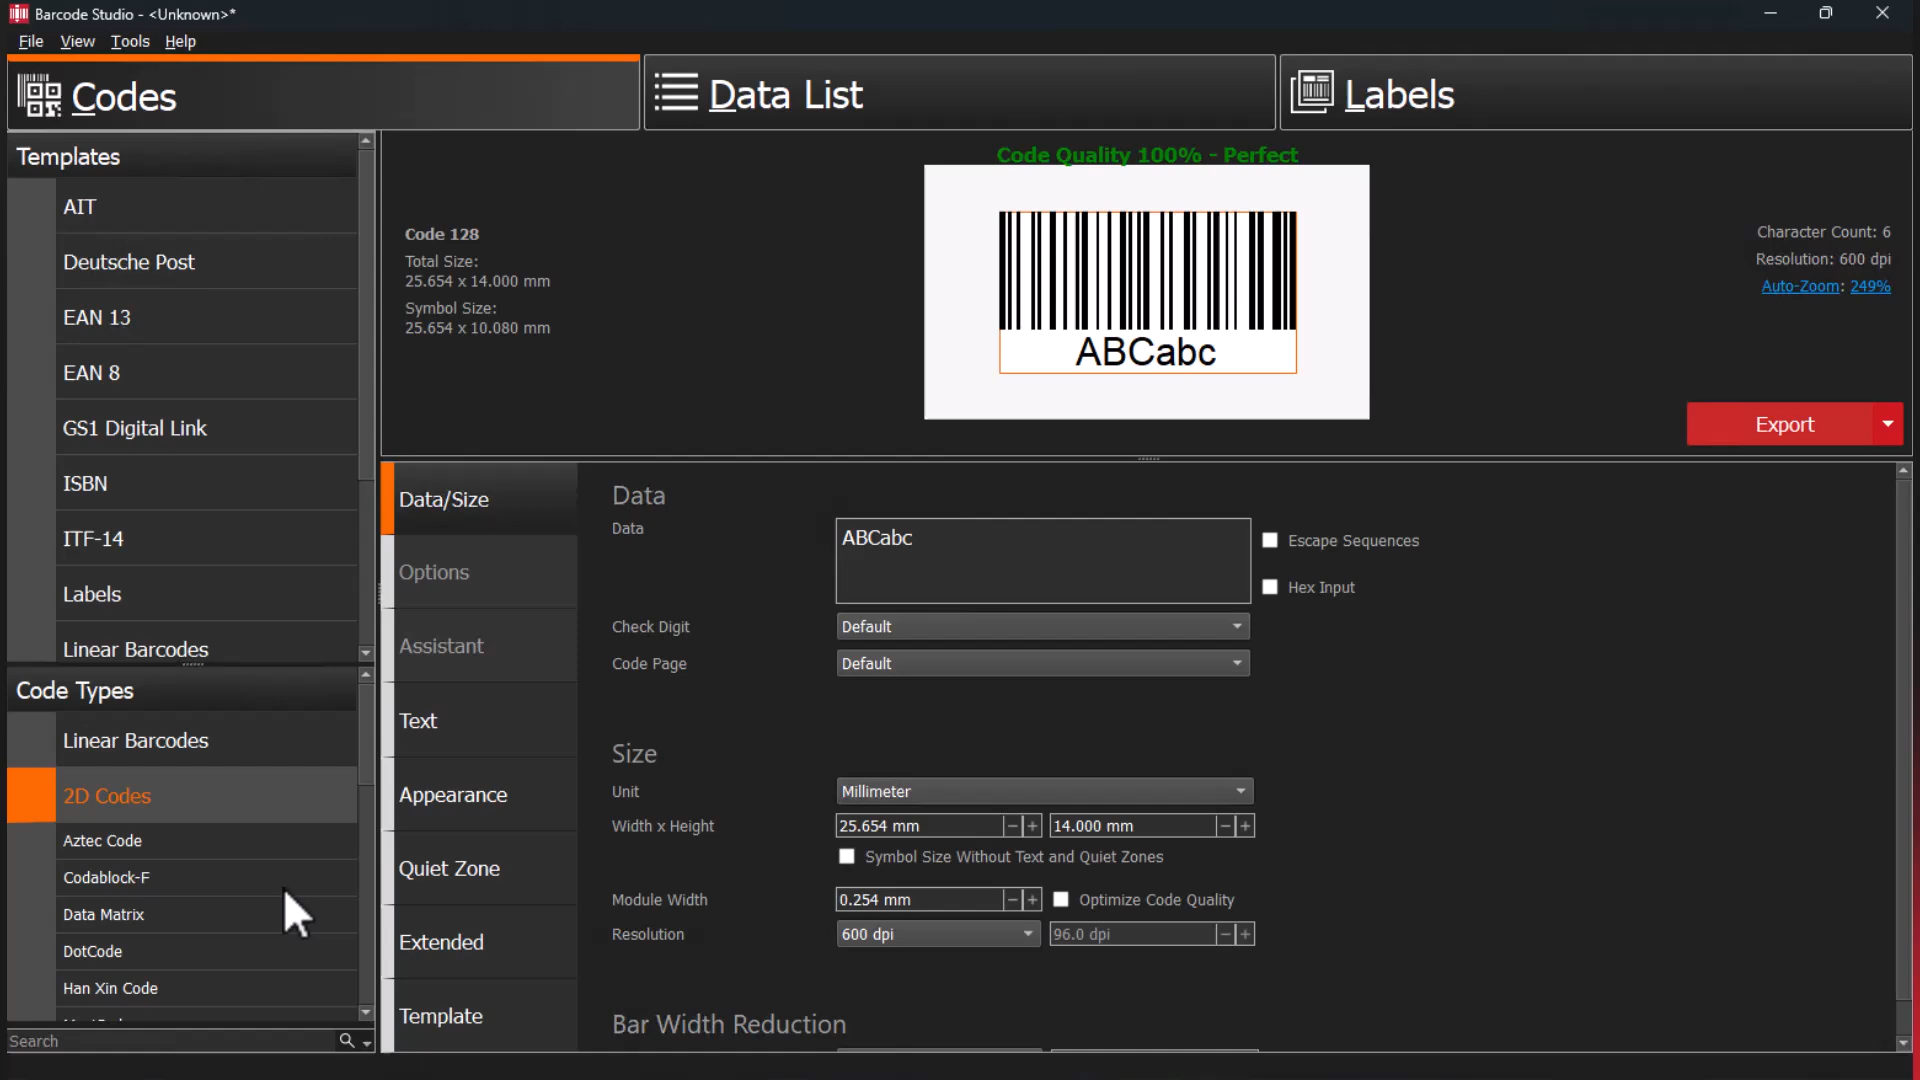 Barcode Studio - <Unknown>*
File View Tools Help
Codes
Data List
Labels
Templates
AIT
Deutsche Post
EAN 13
EAN 8
GS1 Digital Link
ISBN
ITF-14
Labels
Linear Barcodes
Code Types
Linear Barcodes
2D Codes
Aztec Code
Codablock-F
Data Matrix
DotCode
Han Xin Code
Search
Code 128
Total Size:
25.654 x 14.000 mm
Symbol Size:
25.654 x 10.080 mm
Code Quality 100% - Perfect
ABCabc
Character Count: 6
Resolution: 600 dpi
Auto-Zoom: 249%
Export
Data/Size
Options
Assistant
Text
Appearance
Quiet Zone
Extended
Template
Data
Data
ABCabc
Escape Sequences
Hex Input
Check Digit
Default
Code Page
Default
Size
Unit
Millimeter
Width x Height
25.654 mm
14.000 mm
Symbol Size Without Text and Quiet Zones
Module Width
0.254 mm
Optimize Code Quality
Resolution
600 dpi
96.0 dpi
Bar Width Reduction